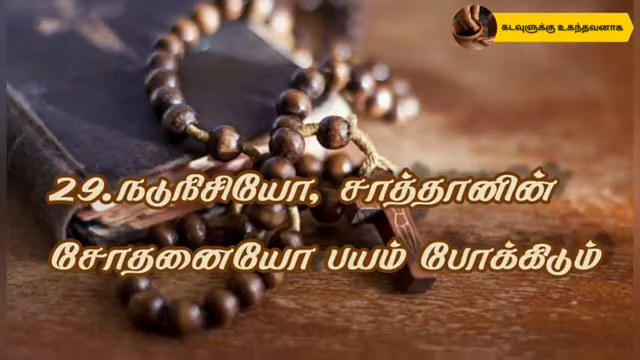 கடவுளுக்கு உகந்தவனாக
29.நடுநிசியோ, சாத்தானின்
சோதனையோ பயம் போக்கிடும்